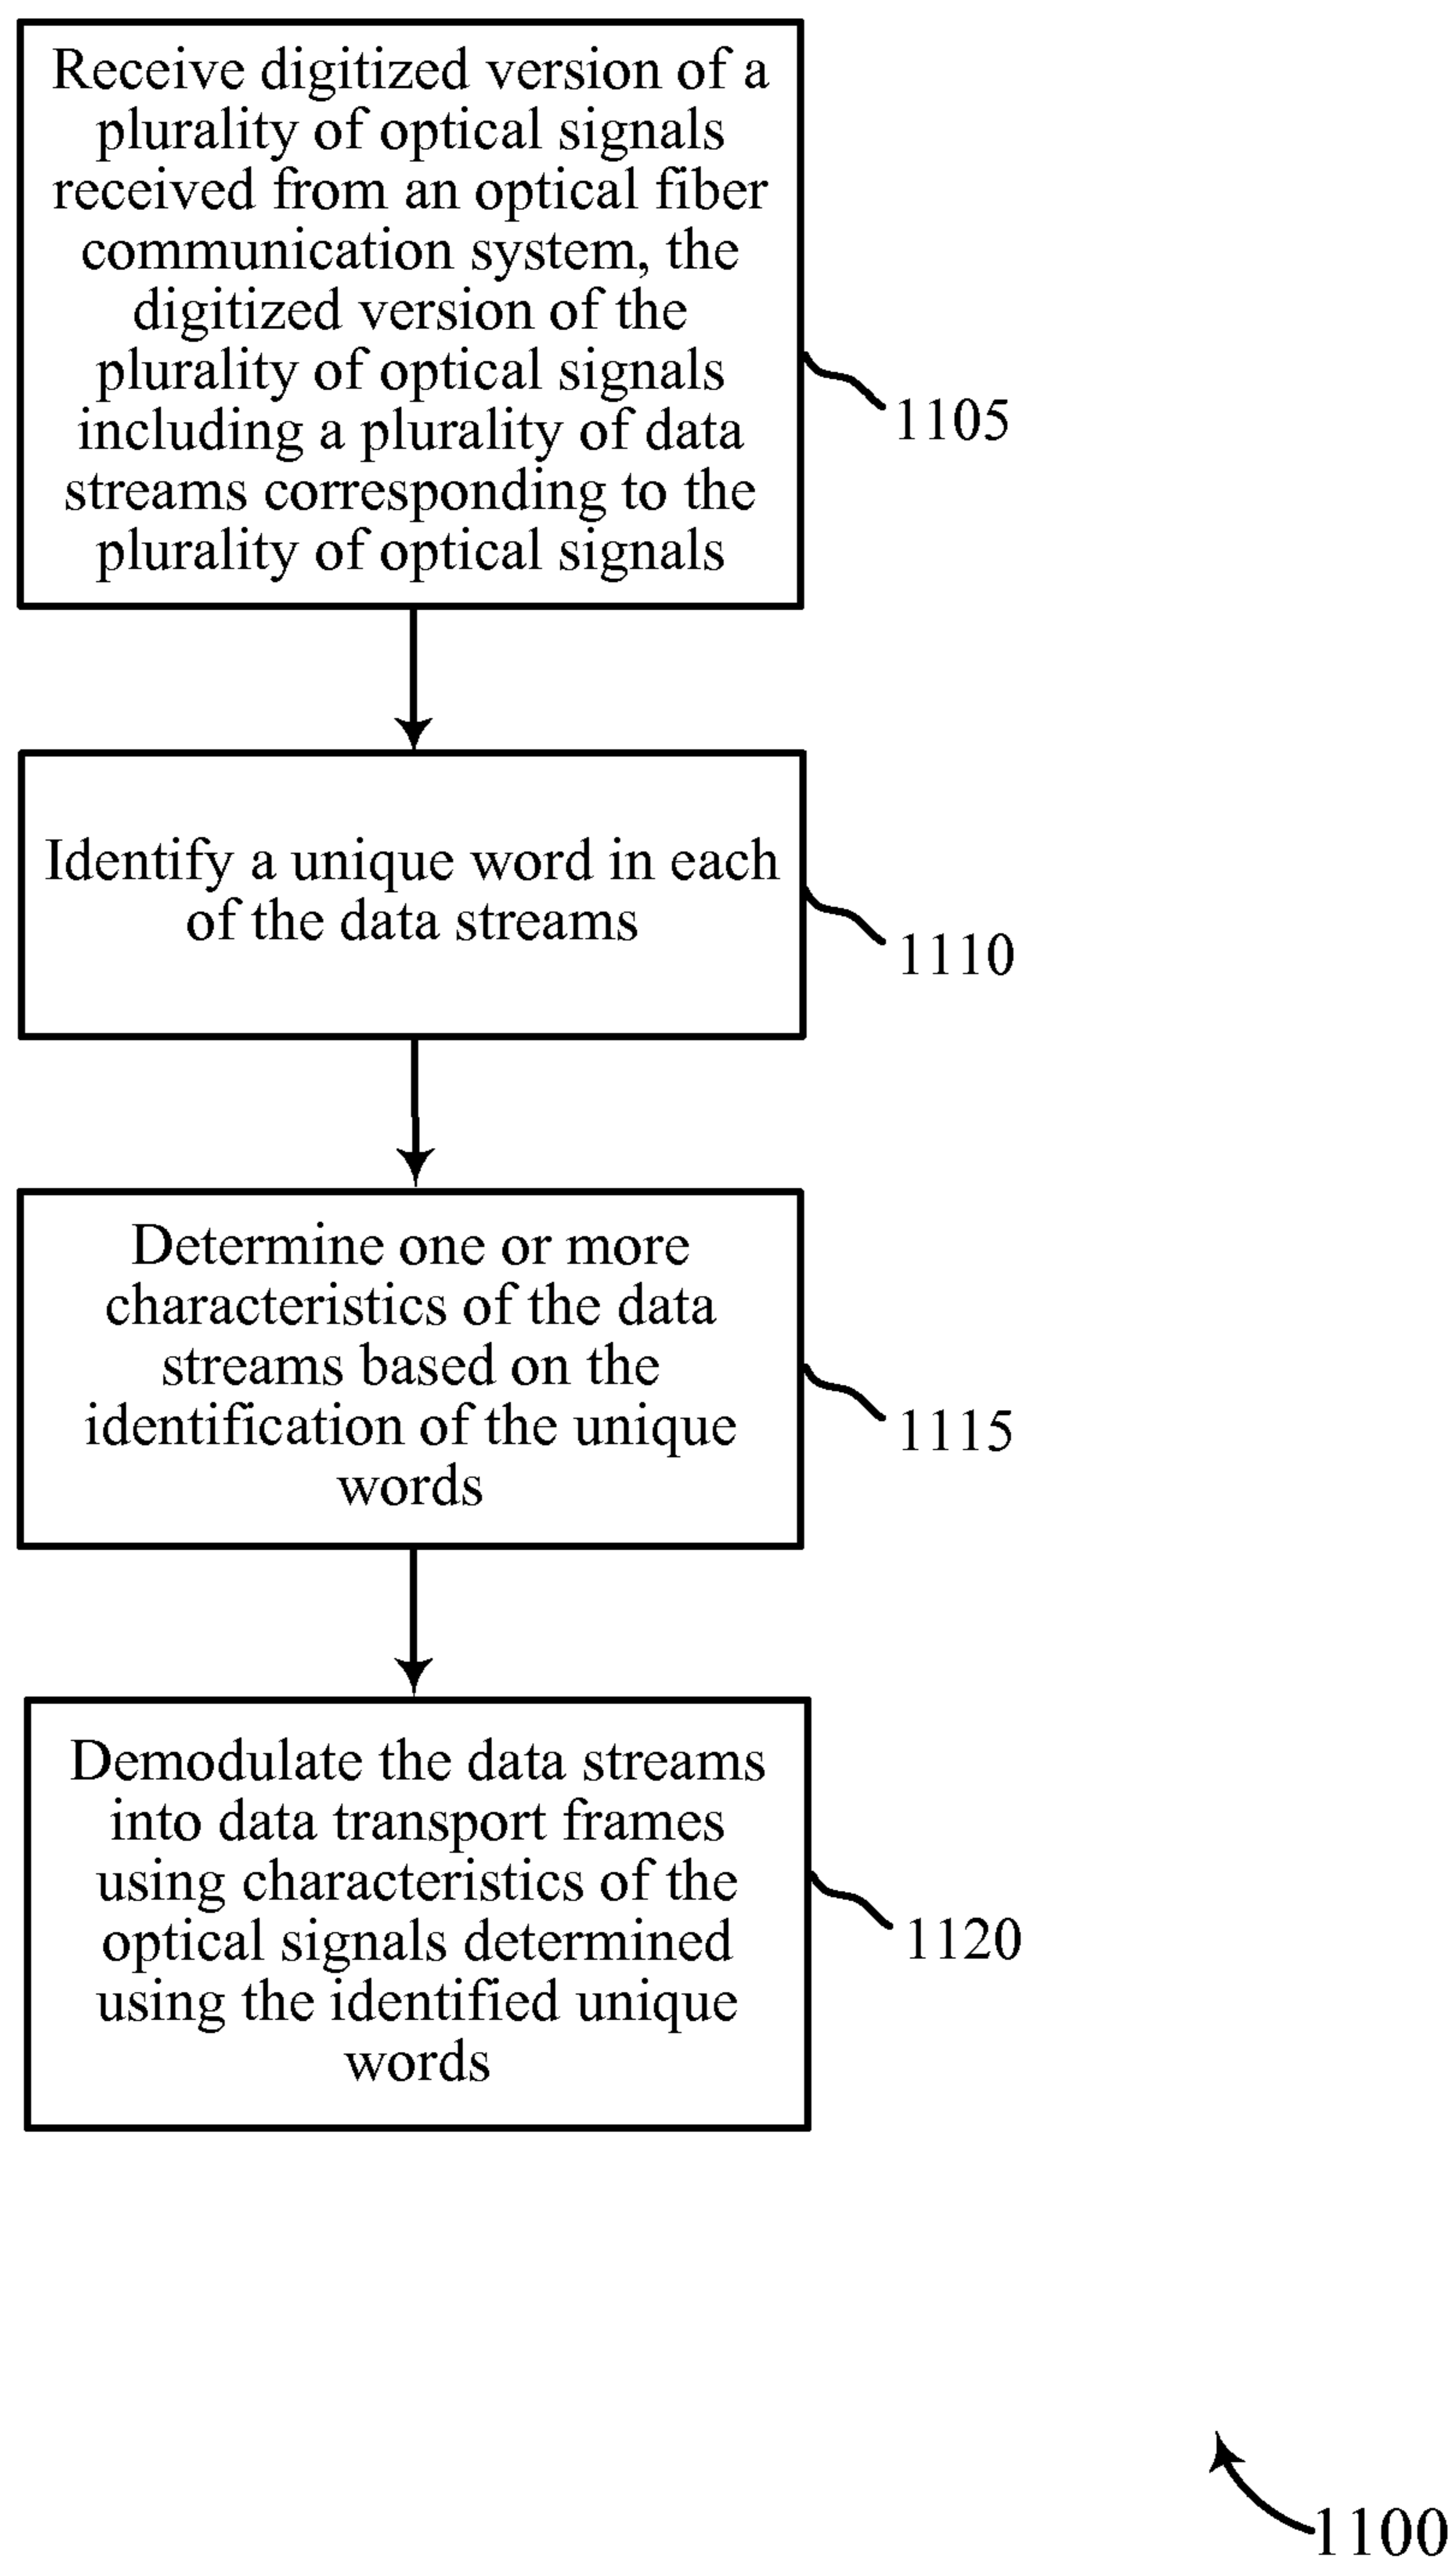 Receive digitized version of a
plurality of optical signals
received from an optical fiber
communication system, the
digitized version of the
plurality of optical signals
including a plurality of data
streams corresponding to the
plurality of optical signals
1105
Identify a unique word in each
of the data streams
1110
Determine one or more
characteristics of the data
streams based on the
identification of the unique
words
1115
Demodulate the data streams
into data transport frames
using characteristics of the
optical signals determined
using the identified unique
words
1120
1100